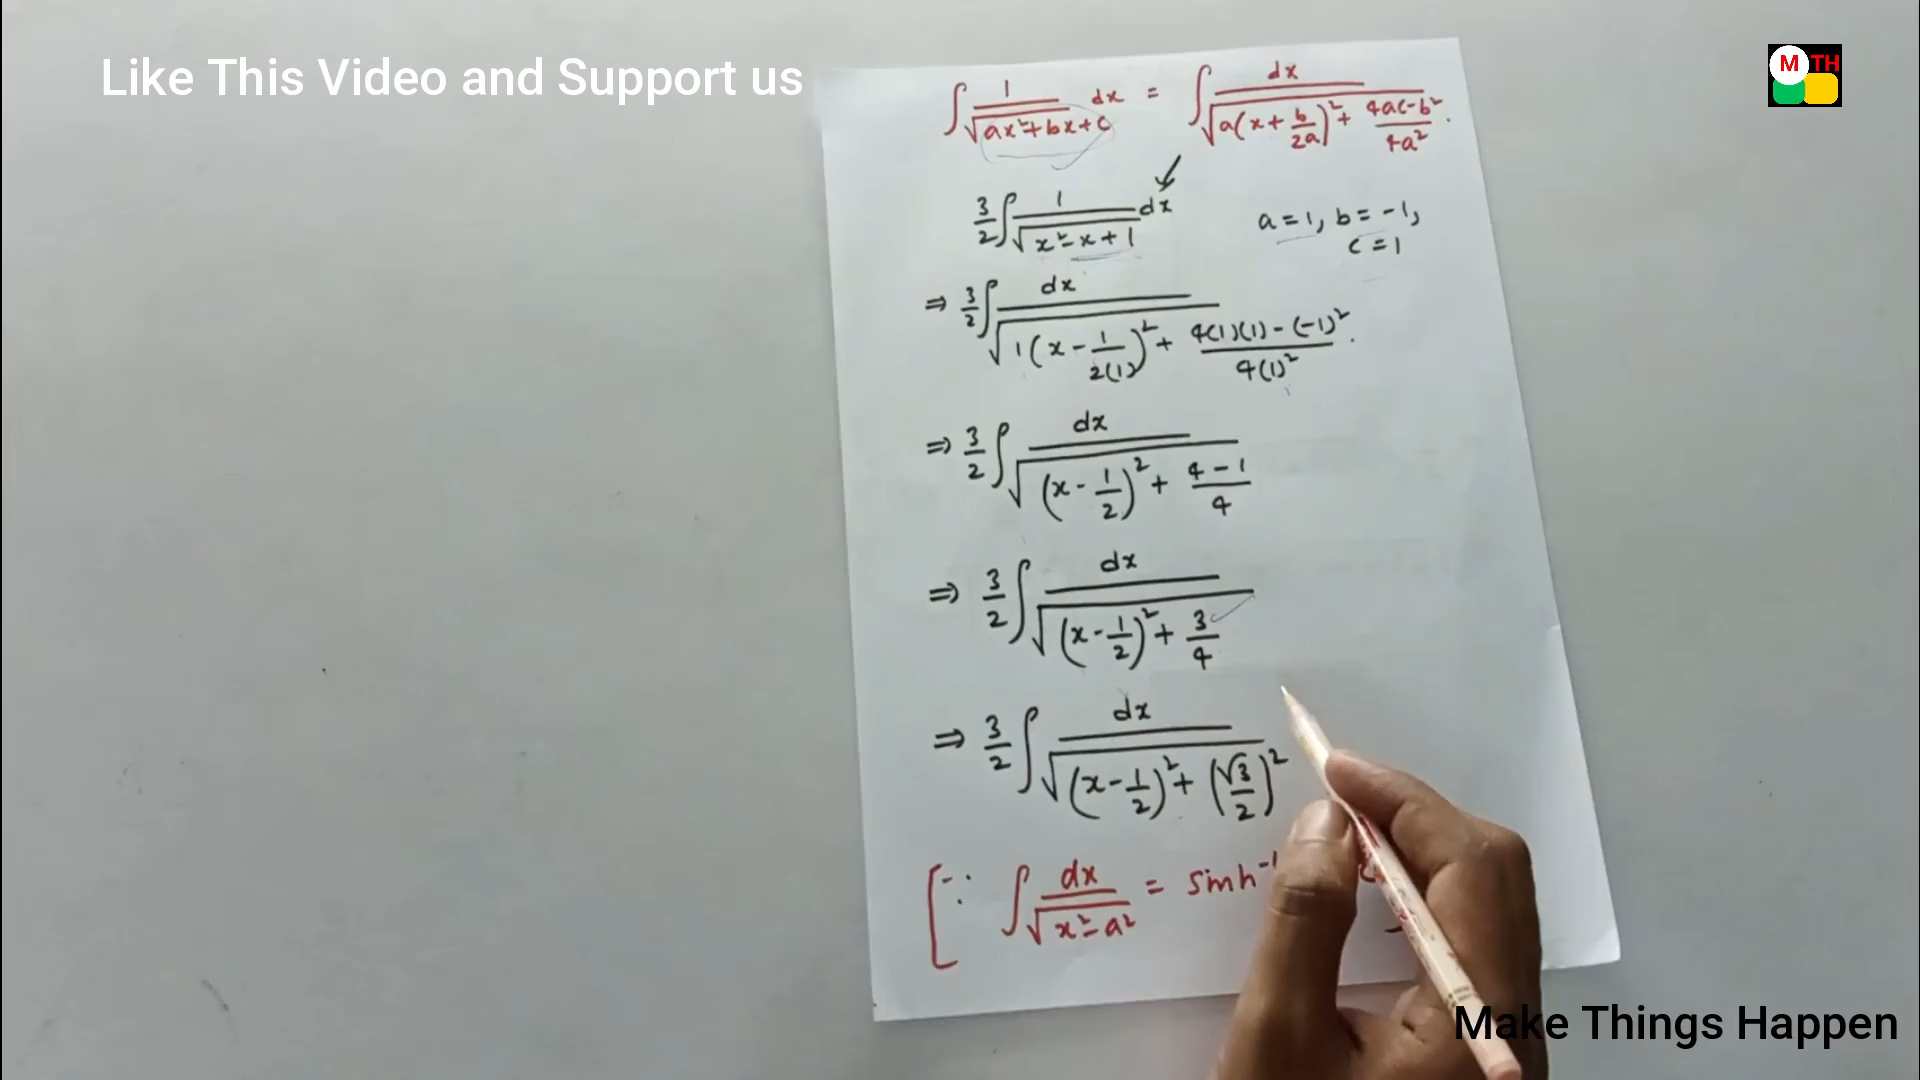 Like This Video and Support us
M TH
∫ 1/√(ax²+bx+c) dx = ∫ dx/√(a(x+b/2a)² + (4ac-b²)/4a²).
3/2 ∫ 1/√(x²-x+1) dx
a=1, b=-1,
c=1
⇒ 3/2 ∫ dx/√(1(x-1/2(1))² + (4(1)(1)-(-1)²)/4(1)²).
⇒ 3/2 ∫ dx/√((x-1/2)² + (4-1)/4)
⇒ 3/2 ∫ dx/√((x-1/2)² + 3/4)
⇒ 3/2 ∫ dx/√((x-1/2)² + (√3/2)²)
[∵ ∫ dx/√(x²-a²) = sinh⁻¹
Make Things Happen